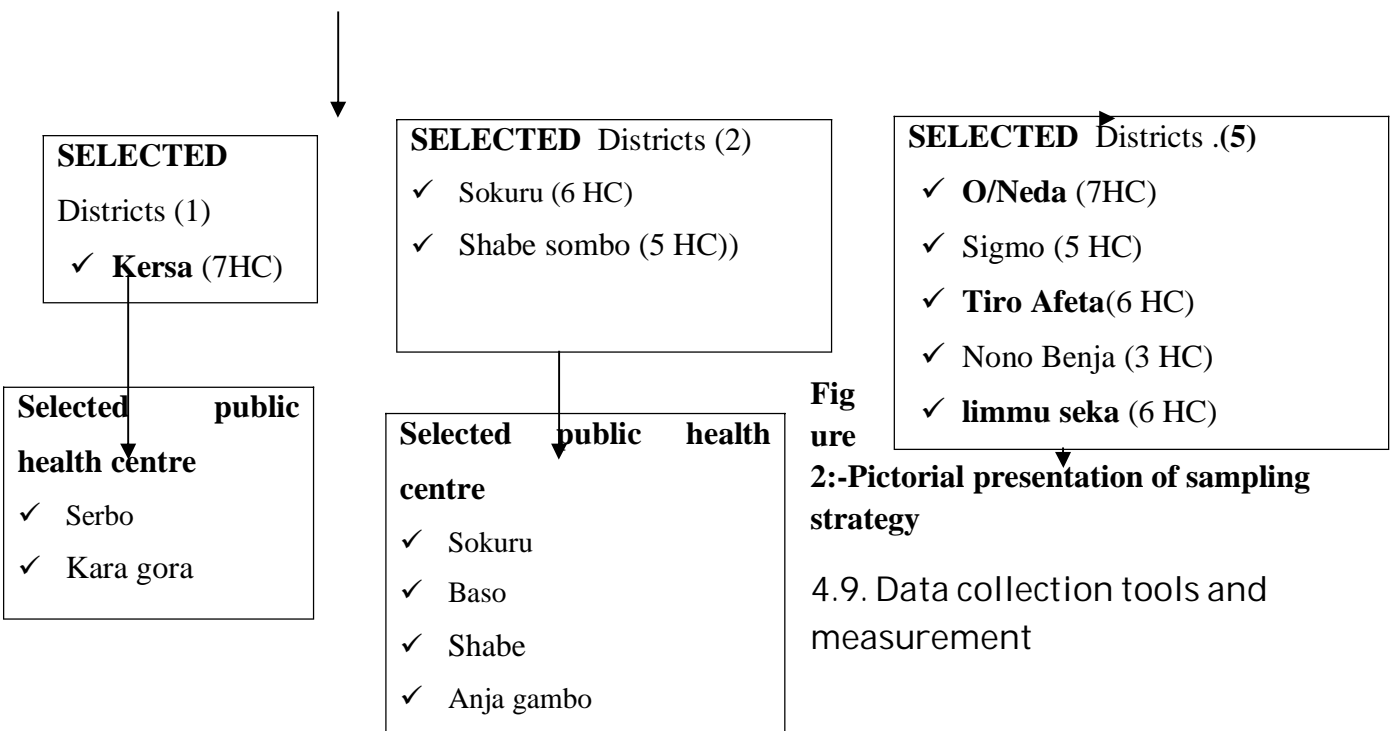 SELECTED
Districts (1)
✓ Kersa (7HC)
SELECTED Districts (2)
✓ Sokuru (6 HC)
✓ Shabe sombo (5 HC))
SELECTED Districts .(5)
✓ O/Neda (7HC)
✓ Sigmo (5 HC)
✓ Tiro Afeta(6 HC)
✓ Nono Benja (3 HC)
✓ limmu seka (6 HC)
Selected public
health centre
✓ Serbo
✓ Kara gora
Selected public health
centre
✓ Sokuru
✓ Baso
✓ Shabe
✓ Anja gambo
Fig
ure
2:-Pictorial presentation of sampling
strategy
4.9. Data collection tools and
measurement